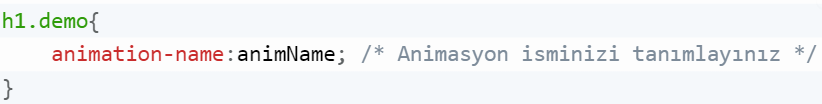 h1.demo{
    animation-name:animName; /* Animasyon isminizi tanımlayınız */
}